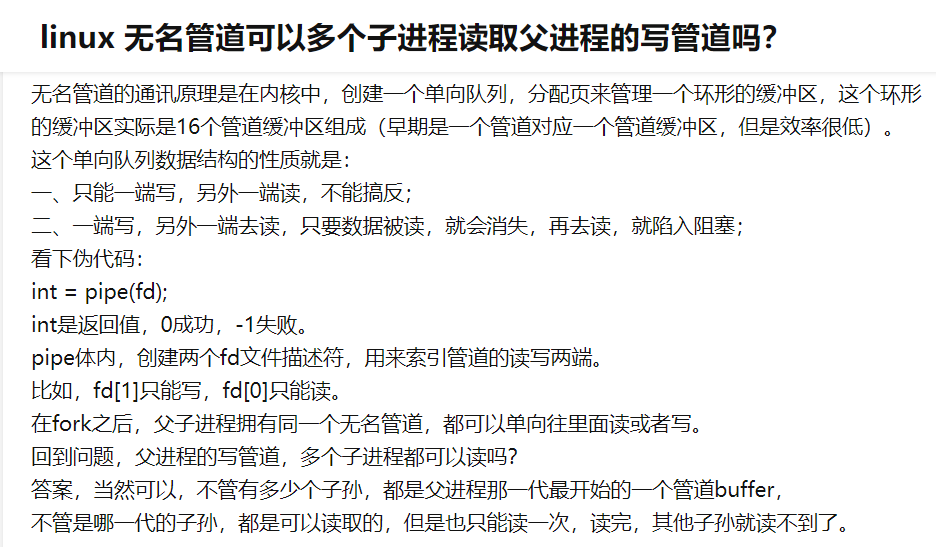 linux 无名管道可以多个子进程读取父进程的写管道吗？
无名管道的通讯原理是在内核中，创建一个单向队列，分配页来管理一个环形的缓冲区，这个环形
的缓冲区实际是16个管道缓冲区组成（早期是一个管道对应一个管道缓冲区，但是效率很低）。
这个单向队列数据结构的性质就是：
一、只能一端写，另外一端读，不能搞反；
二、一端写，另外一端去读，只要数据被读，就会消失，再去读，就陷入阻塞；
看下伪代码：
int = pipe(fd);
int是返回值，0成功，-1失败。
pipe体内，创建两个fd文件描述符，用来索引管道的读写两端。
比如，fd[1]只能写，fd[0]只能读。
在fork之后，父子进程拥有同一个无名管道，都可以单向往里面读或者写。
回到问题，父进程的写管道，多个子进程都可以读吗？
答案，当然可以，不管有多少个子孙，都是父进程那一代最开始的一个管道buffer，
不管是哪一代的子孙，都是可以读取的，但是也只能读一次，读完，其他子孙就读不到了。